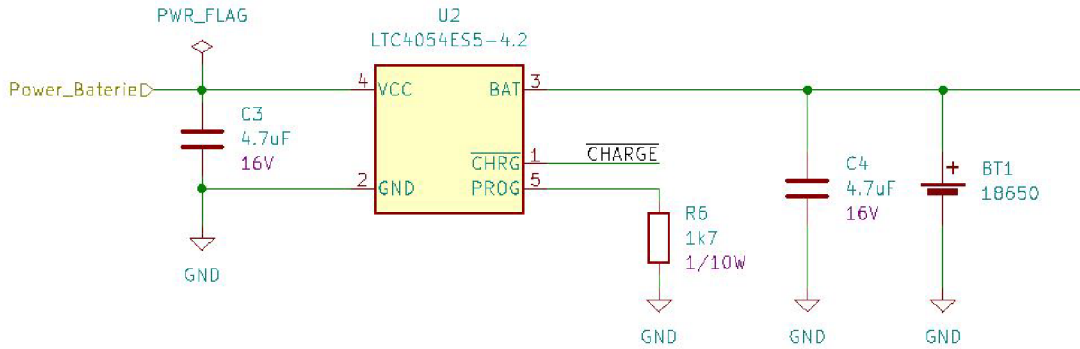 PWR_FLAG
U2
LTC4054ES5-4.2
Power_Baterie
4
VCC
BAT
3
C3
4.7uF
16V
CHRG
1
CHARGE
2
GND
PROG
5
C4
4.7uF
16V
+
BT1
18650
R6
1k7
1/10W
GND
GND
GND
GND